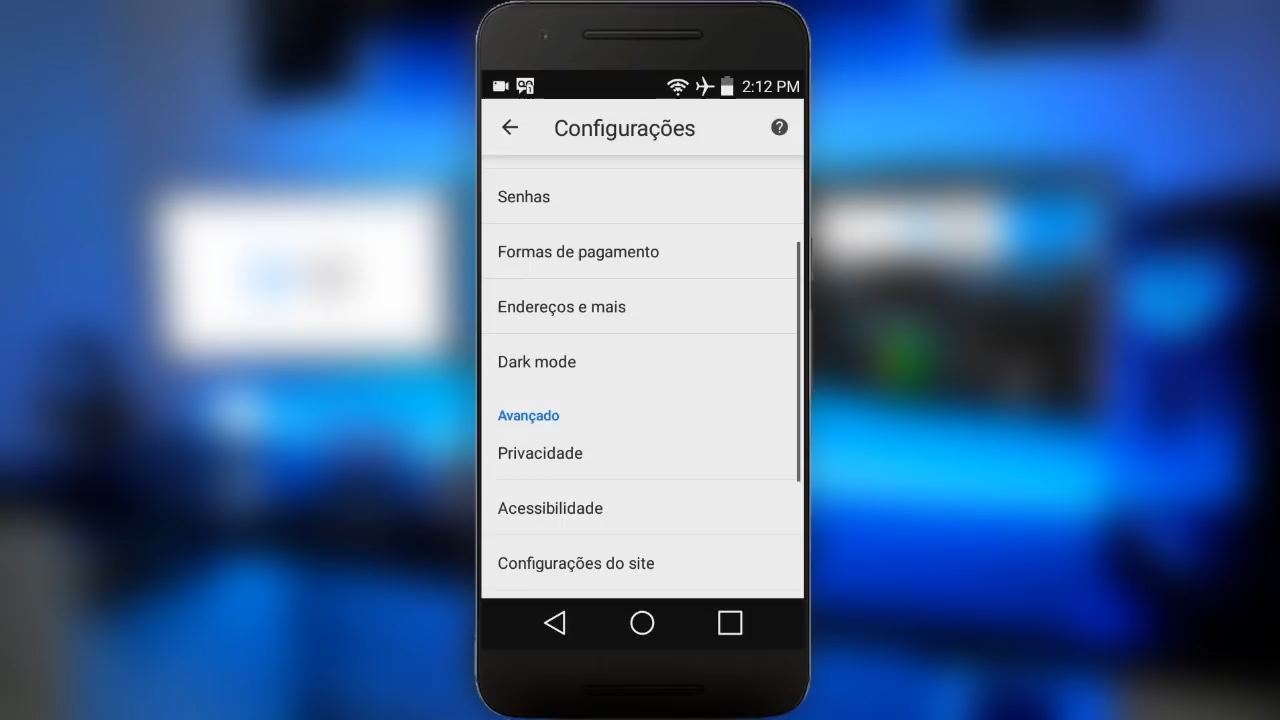 2:12 PM
Configurações
Senhas
Formas de pagamento
Endereços e mais
Dark mode
Avançado
Privacidade
Acessibilidade
Configurações do site